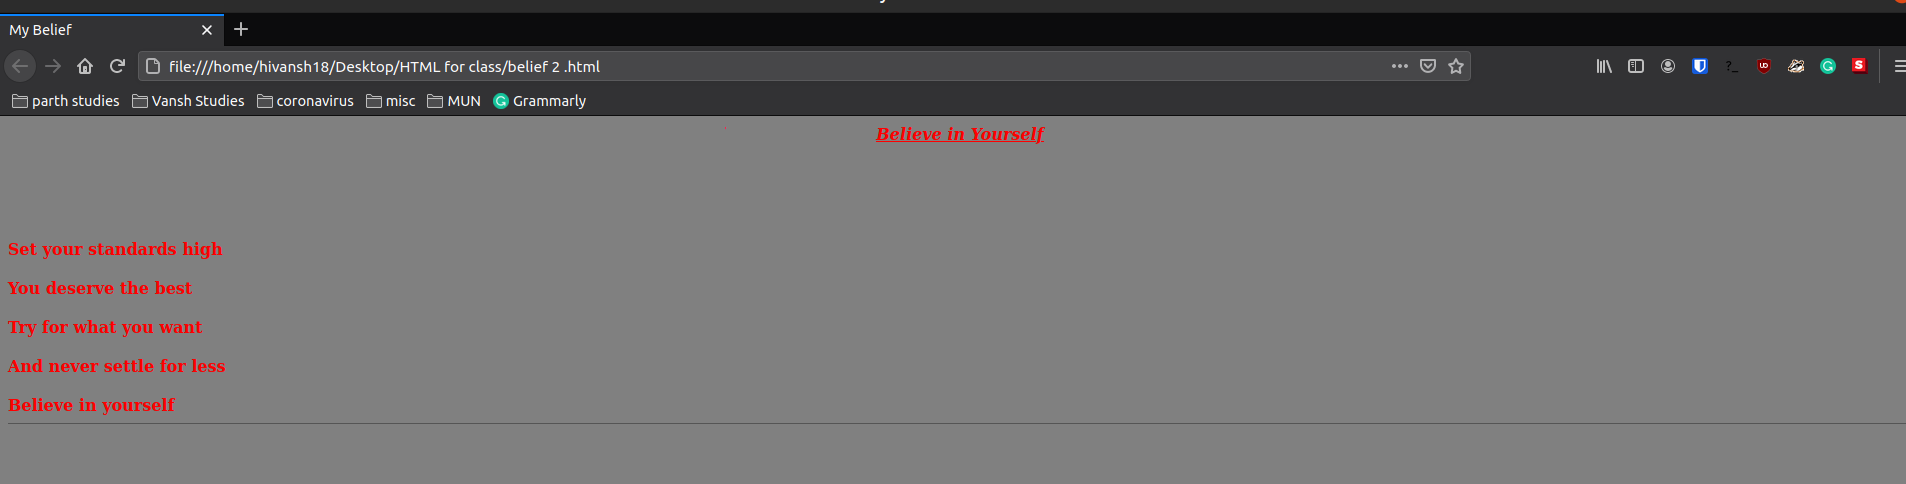 My Belief
file:///home/hivansh18/Desktop/HTML for class/belief 2 .html
parth studies Vansh Studies coronavirus misc MUN Grammarly
Believe in Yourself
Set your standards high
You deserve the best
Try for what you want
And never settle for less
Believe in yourself